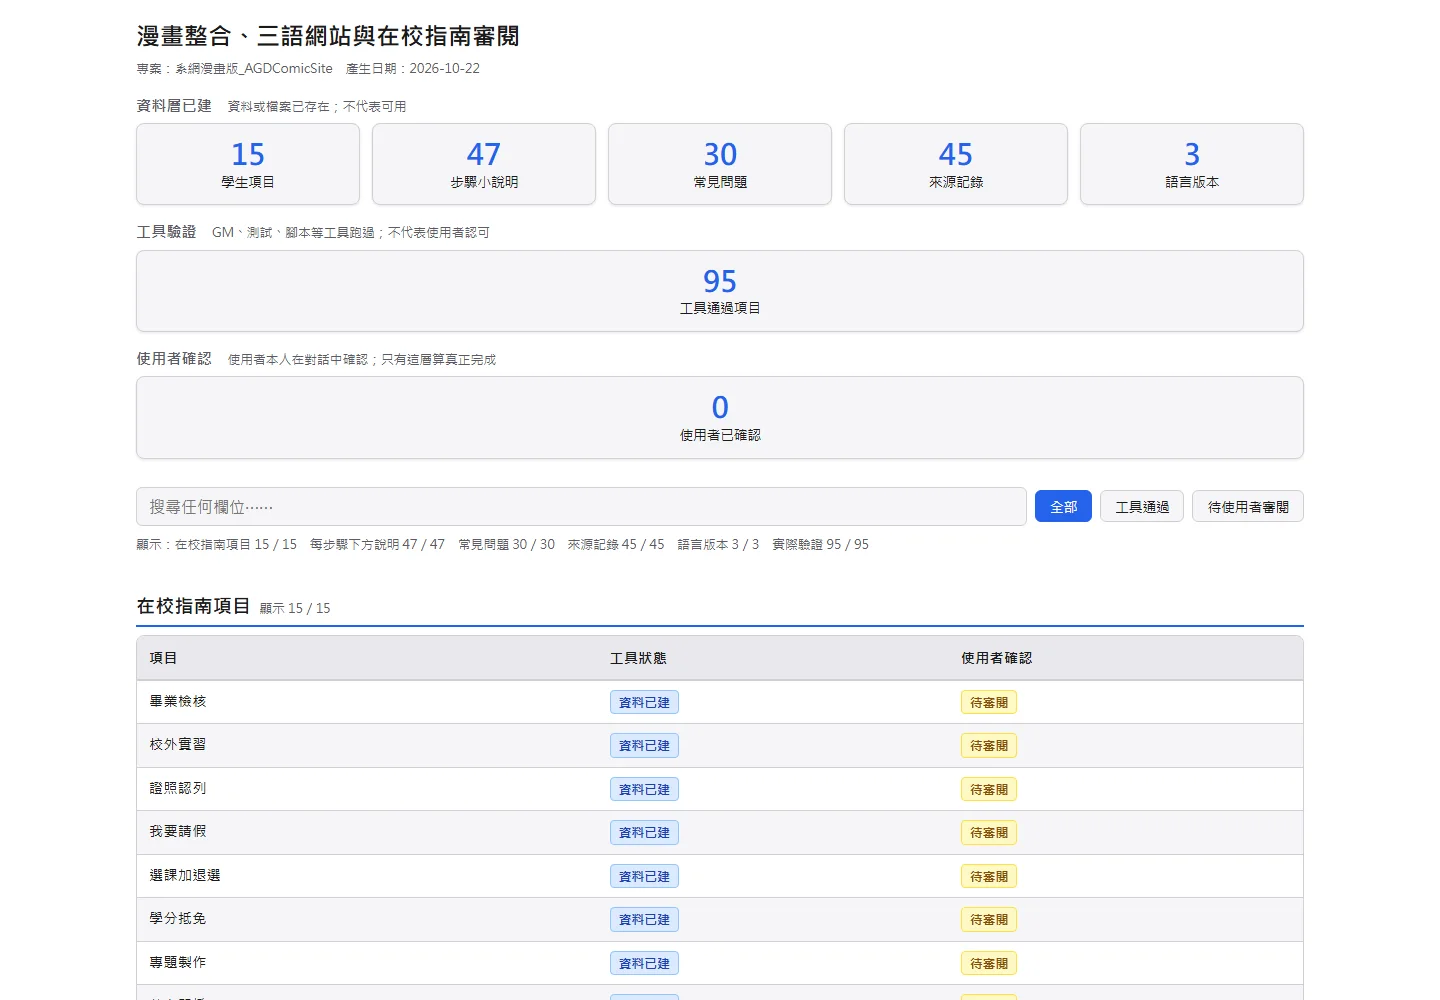 漫畫整合、三語網站與在校指南審閱
專案：系網漫畫版_AGDComicSite 產生日期：2026-10-22
資料層已建 資料或檔案已存在；不代表可用
15 47 30 45 3
學生項目 步驟小說明 常見問題 來源記錄 語言版本
工具驗證 GM、測試、腳本等工具跑過；不代表使用者認可
95
工具通過項目
使用者確認 使用者本人在對話中確認；只有這層算真正完成
0
使用者已確認
搜尋任何欄位⋯⋯ 全部 工具通過 待使用者審閱
顯示：在校指南項目 15 / 15 每步驟下方說明 47 / 47 常見問題 30 / 30 來源記錄 45 / 45 語言版本 3 / 3 實際驗證 95 / 95
在校指南項目 顯示 15 / 15
項目 工具狀態 使用者確認
畢業檢核 資料已建 待審閱
校外實習 資料已建 待審閱
證照認列 資料已建 待審閱
我要請假 資料已建 待審閱
選課加退選 資料已建 待審閱
學分抵免 資料已建 待審閱
專題製作 資料已建 待審閱